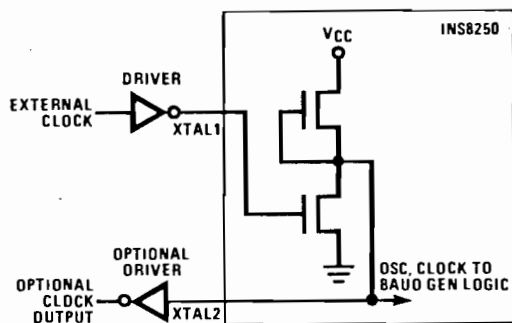 INS8250
VCC
DRIVER
EXTERNAL
CLOCK
XTAL1
OPTIONAL
DRIVER
OPTIONAL
CLOCK
OUTPUT
XTAL2
OSC, CLOCK TO
BAUO GEN LOGIC